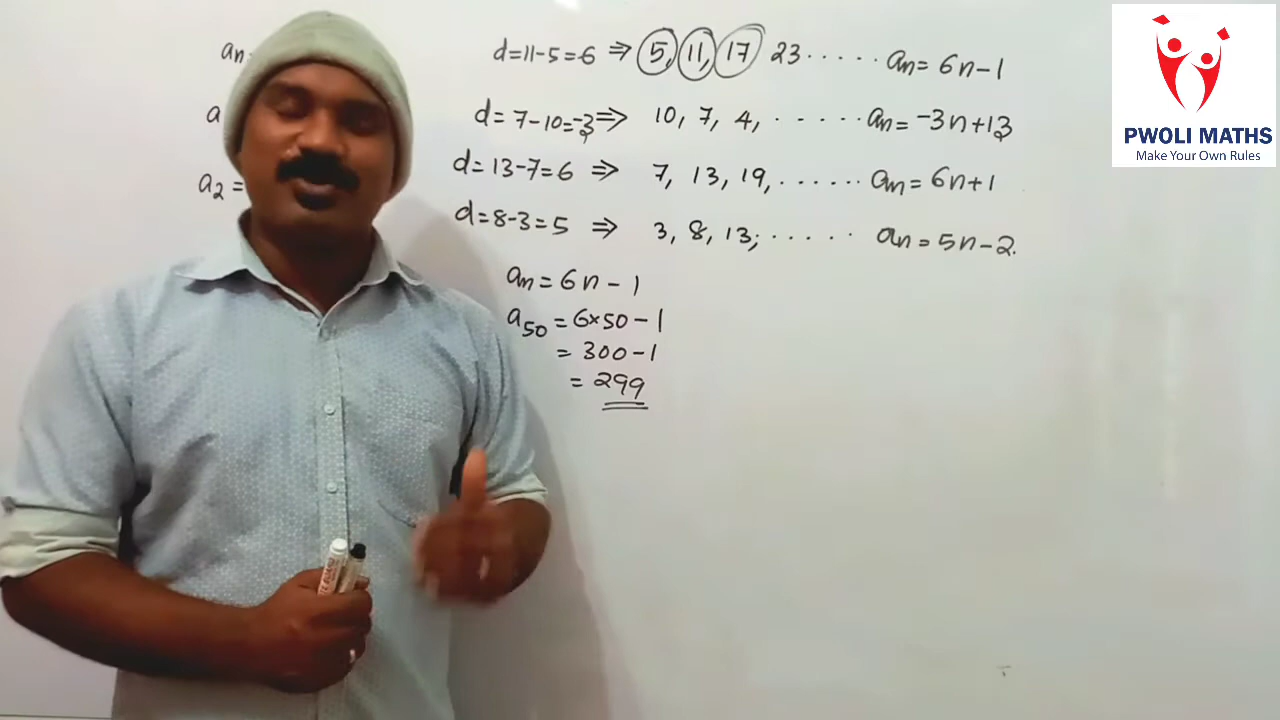 an
d=11-5=6 ⇒ 5, 11, 17 23 ..... an = 6n-1
a
d= 7-10=-3 ⇒ 10, 7, 4, ..... an = -3n+13
a2 =
d= 13-7=6 ⇒ 7, 13, 19, ...... an = 6n+1
d=8-3=5 ⇒ 3, 8, 13; ..... an = 5n-2.
an = 6n - 1
a50 = 6×50-1
= 300-1
= 299
PWOLI MATHS
Make Your Own Rules